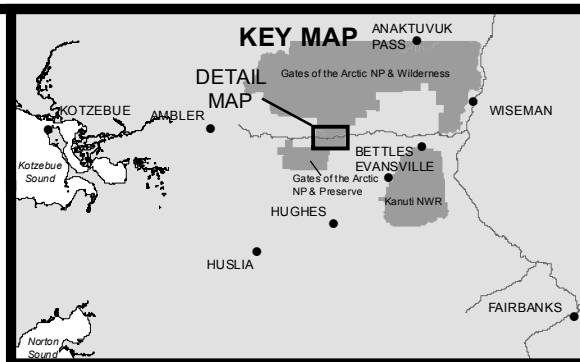 KEY MAP
ANAKTUVUK
PASS
Gates of the Arctic NP & Wilderness
DETAIL
MAP
KOTZEBUE
AMBLER
WISEMAN
Kotzebue
Sound
BETTLES
EVANSVILLE
Gates of the Arctic
NP & Preserve
Kanuti NWR
HUGHES
HUSLIA
FAIRBANKS
Norton
Sound